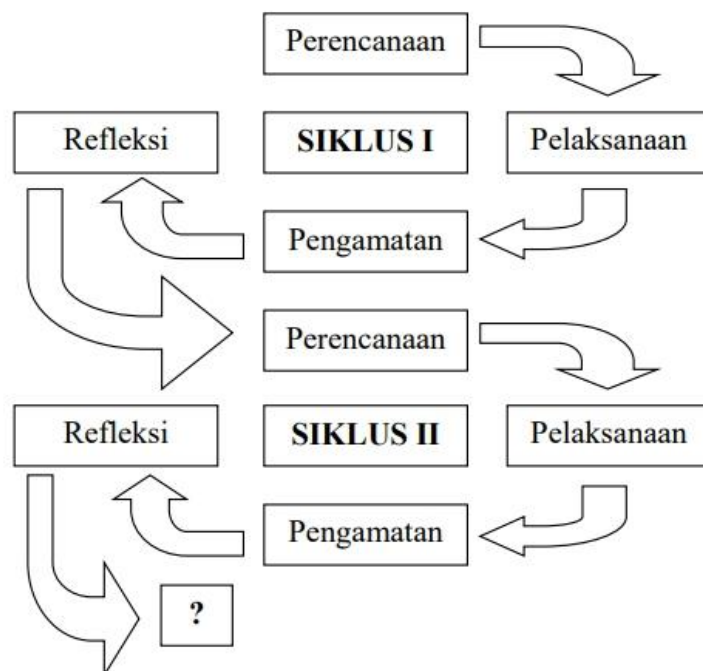 Perencanaan
Refleksi
SIKLUS I
Pelaksanaan
Pengamatan
Perencanaan
Refleksi
SIKLUS II
Pelaksanaan
Pengamatan
?